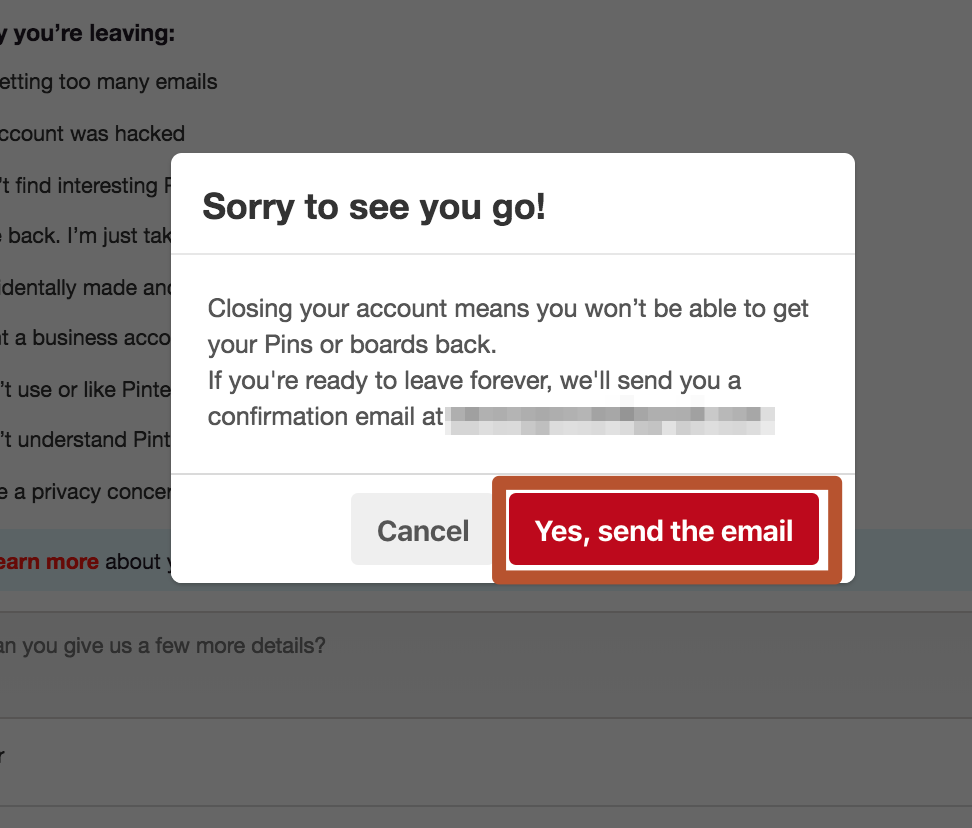 y you’re leaving:
etting too many emails
ccount was hacked
’t find interesting
Sorry to see you go!
e back. I’m just tak
Closing your account means you won’t be able to get
identally made and
your Pins or boards back.
t a business acco
If you're ready to leave forever, we'll send you a
’t use or like Pinte
confirmation email at
’t understand Pint
e a privacy concer
Cancel
Yes, send the email
earn more about y
an you give us a few more details?
r